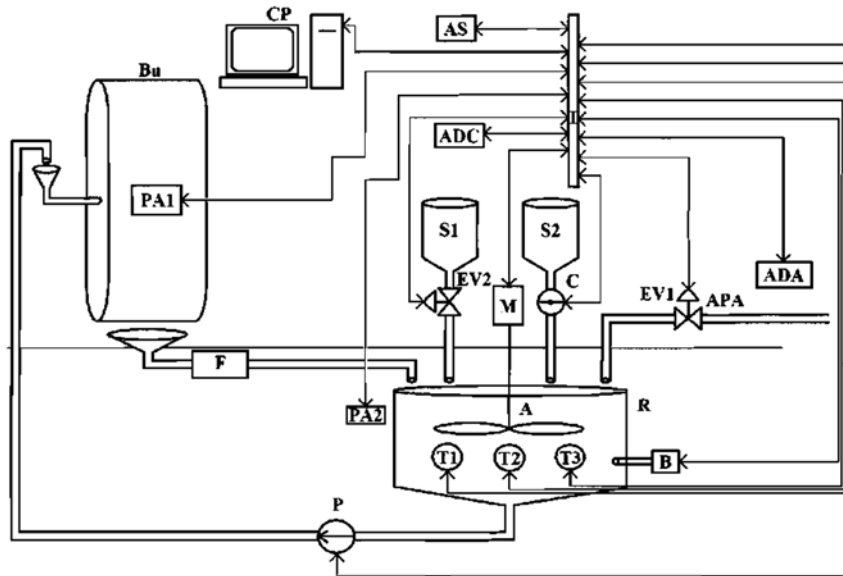 CP
AS
Bu
I
ADC
PA1
S1
S2
ADA
EV2
C
EV1
APA
M
F
PA2
A
R
T1
T2
T3
B
P